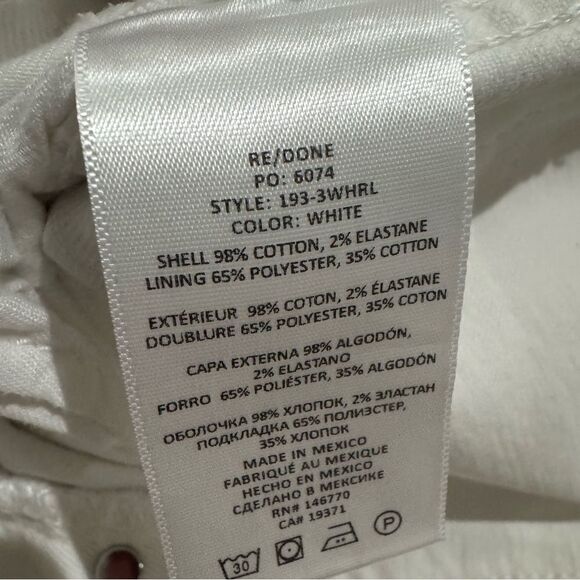 RE/DONE
PO: 6074
STYLE: 193-3WHRL
COLOR: WHITE
SHELL 98% COTTON, 2% ELASTANE
LINING 65% POLYESTER, 35% COTTON
EXTÉRIEUR 98% COTON, 2% ÉLASTANE
DOUBLURE 65% POLYESTER, 35% COTON
CAPA EXTERNA 98% ALGODÓN,
2% ELASTANO
FORRO 65% POLIÉSTER, 35% ALGODÓN
ОБОЛОЧКА 98% ХЛОПОК, 2% ЭЛАСТАН
ПОДКЛАДКА 65% ПОЛИЭСТЕР,
35% ХЛОПОК
MADE IN MEXICO
FABRIQUÉ AU MEXIQUE
HECHO EN MEXICO
СДЕЛАНО В МЕКСИКЕ
RN# 146770
CA# 19371
30 P